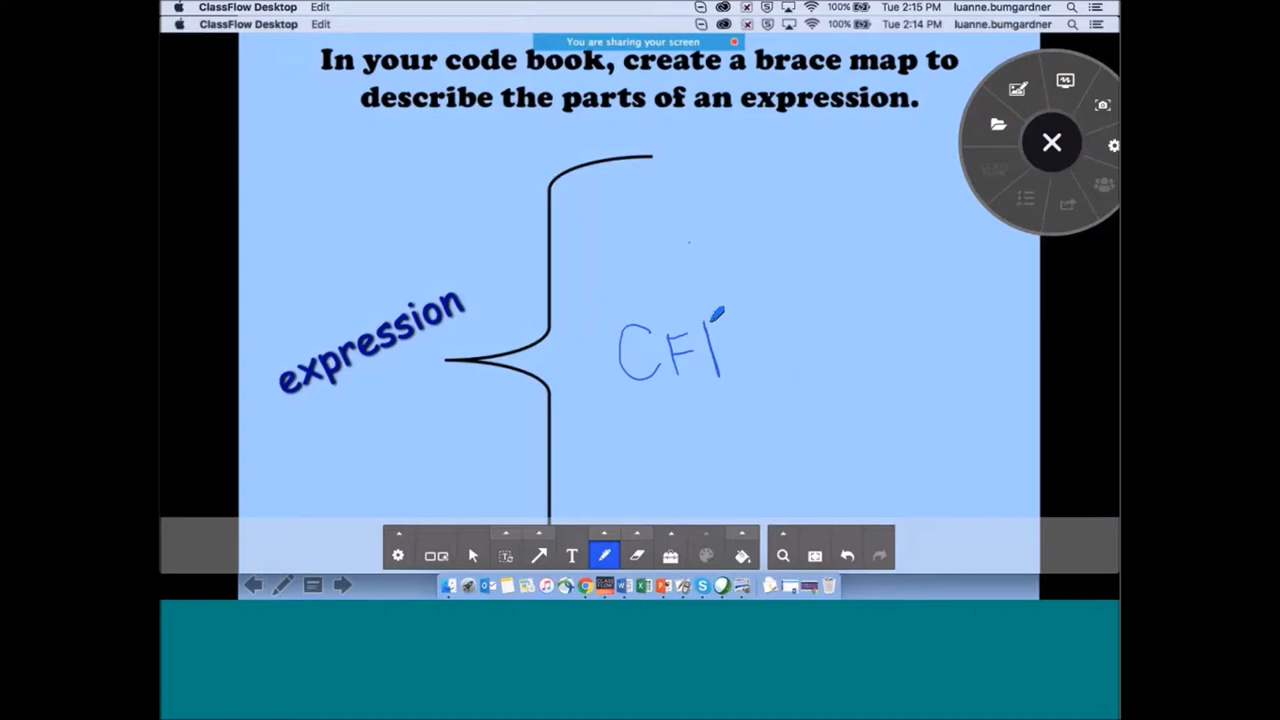 ClassFlow Desktop Edit 100% Tue 2:15 PM luanne.bumgardner
ClassFlow Desktop Edit 100% Tue 2:14 PM luanne.bumgardner
You are sharing your screen
In your code book, create a brace map to
describe the parts of an expression.
expression
CFI
T